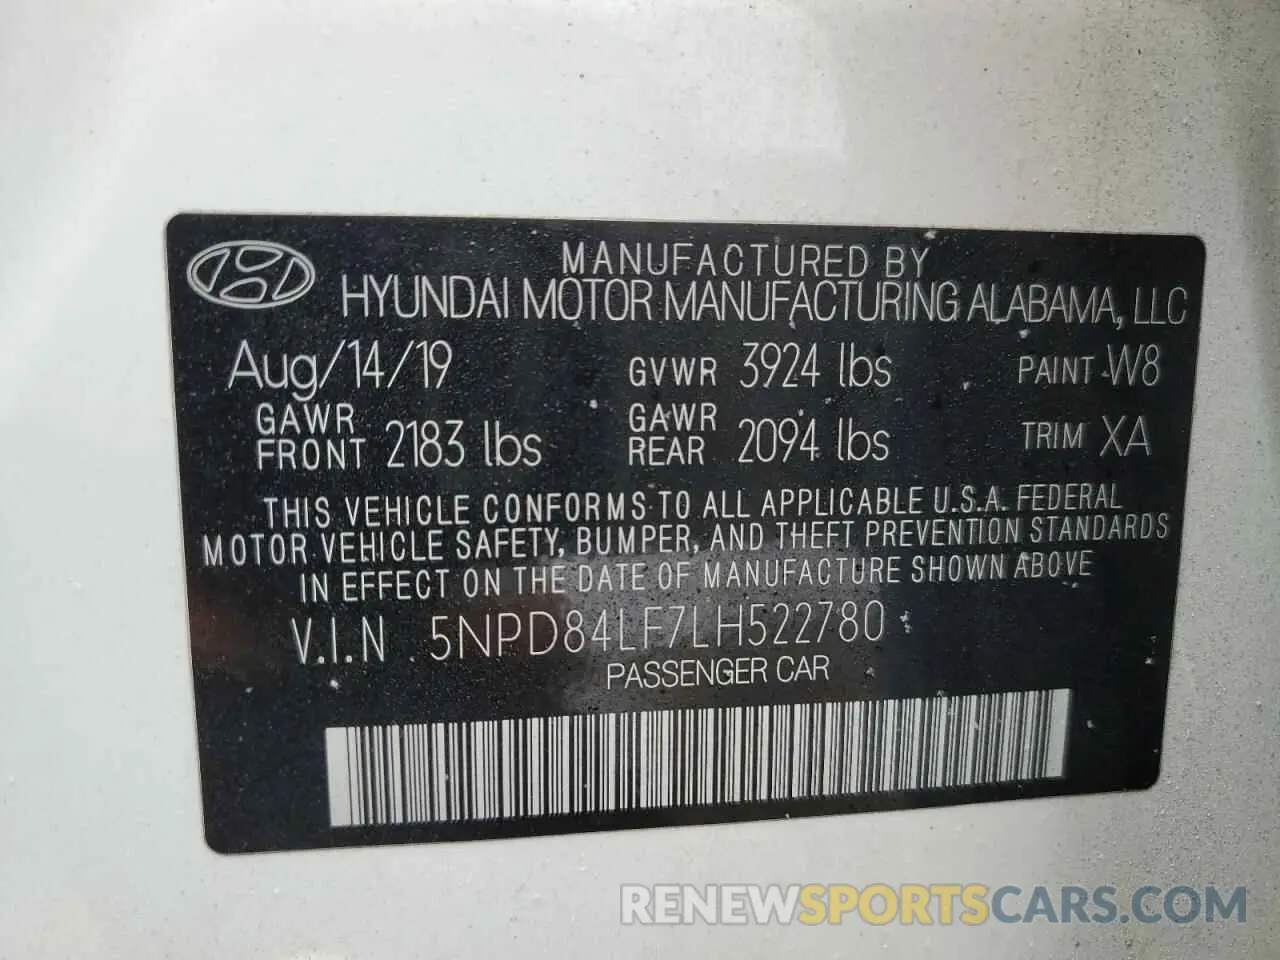 MANUFACTURED BY
HYUNDAI MOTOR MANUFACTURING ALABAMA, LLC
Aug/14/19 GVWR 3924 lbs PAINT W8
GAWR FRONT 2183 lbs GAWR REAR 2094 lbs TRIM XA
THIS VEHICLE CONFORMS TO ALL APPLICABLE U.S.A. FEDERAL
MOTOR VEHICLE SAFETY, BUMPER, AND THEFT PREVENTION STANDARDS
IN EFFECT ON THE DATE OF MANUFACTURE SHOWN ABOVE
V.I.N 5NPD84LF7LH522780
PASSENGER CAR
RENEWSPORTSCARS.COM